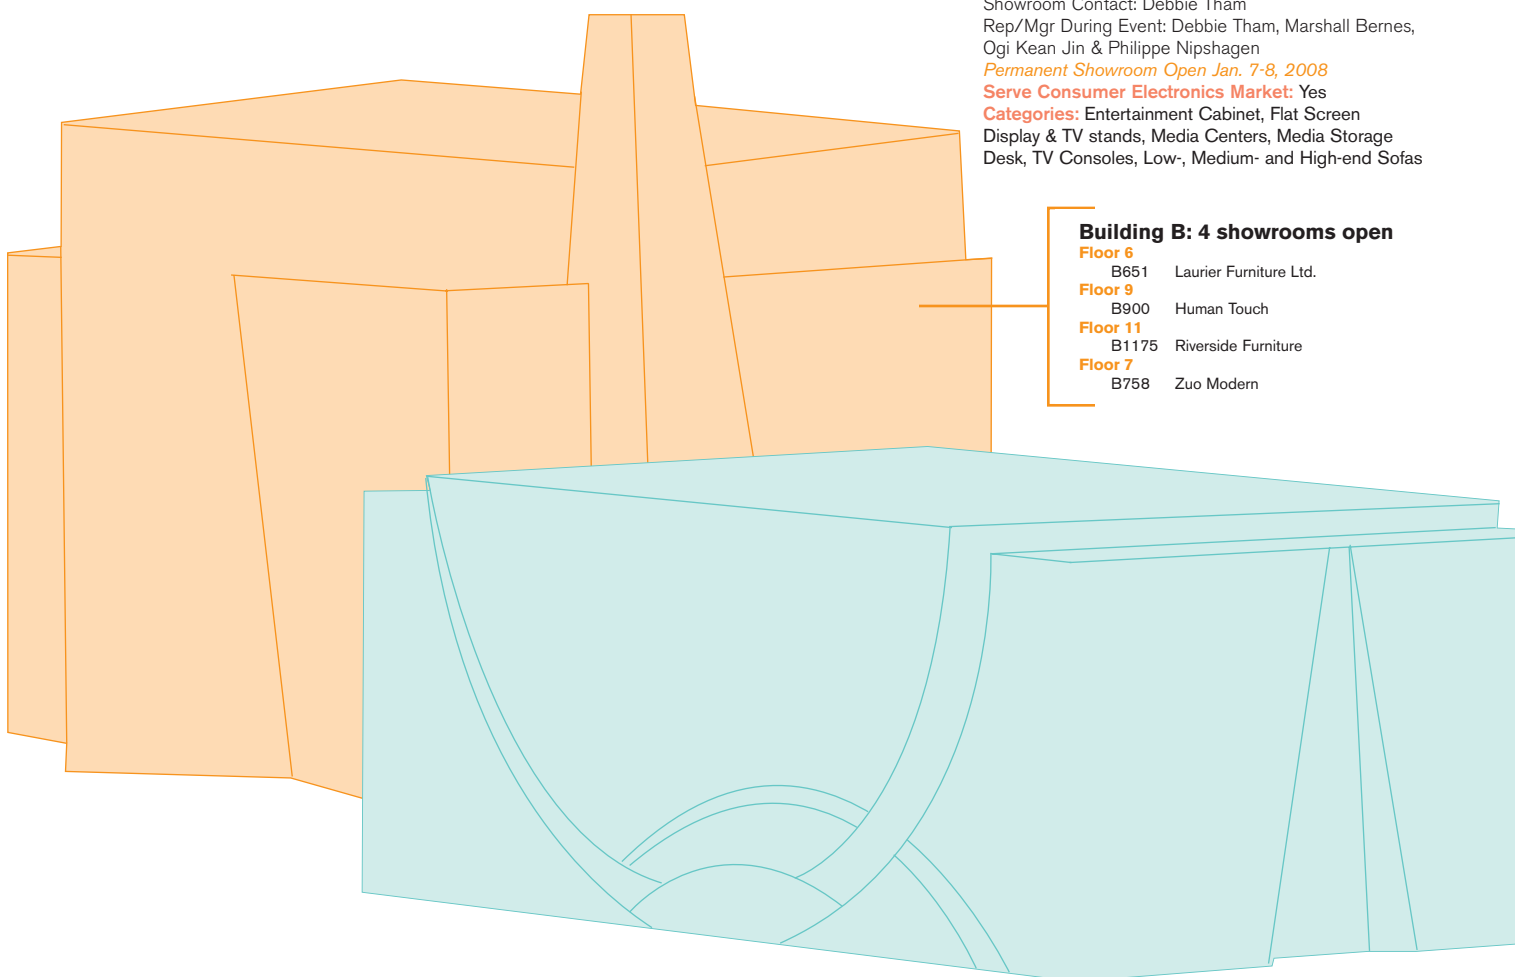 Showroom Contact: Debbie Tham
Rep/Mgr During Event: Debbie Tham, Marshall Bernes,
Ogi Kean Jin & Philippe Nipshagen
Permanent Showroom Open Jan. 7-8, 2008
Serve Consumer Electronics Market: Yes
Categories: Entertainment Cabinet, Flat Screen
Display & TV stands, Media Centers, Media Storage
Desk, TV Consoles, Low-, Medium- and High-end Sofas
Building B: 4 showrooms open
Floor 6
B651 Laurier Furniture Ltd.
Floor 9
B900 Human Touch
Floor 11
B1175 Riverside Furniture
Floor 7
B758 Zuo Modern